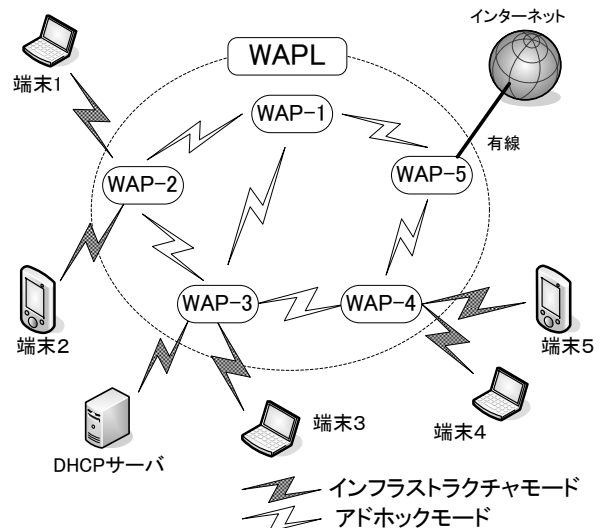 インターネット
WAPL
端末1
WAP-1
有線
WAP-2
WAP-5
WAP-3
WAP-4
端末2
端末5
端末3
端末4
DHCPサーバ
インフラストラクチャモード
アドホックモード